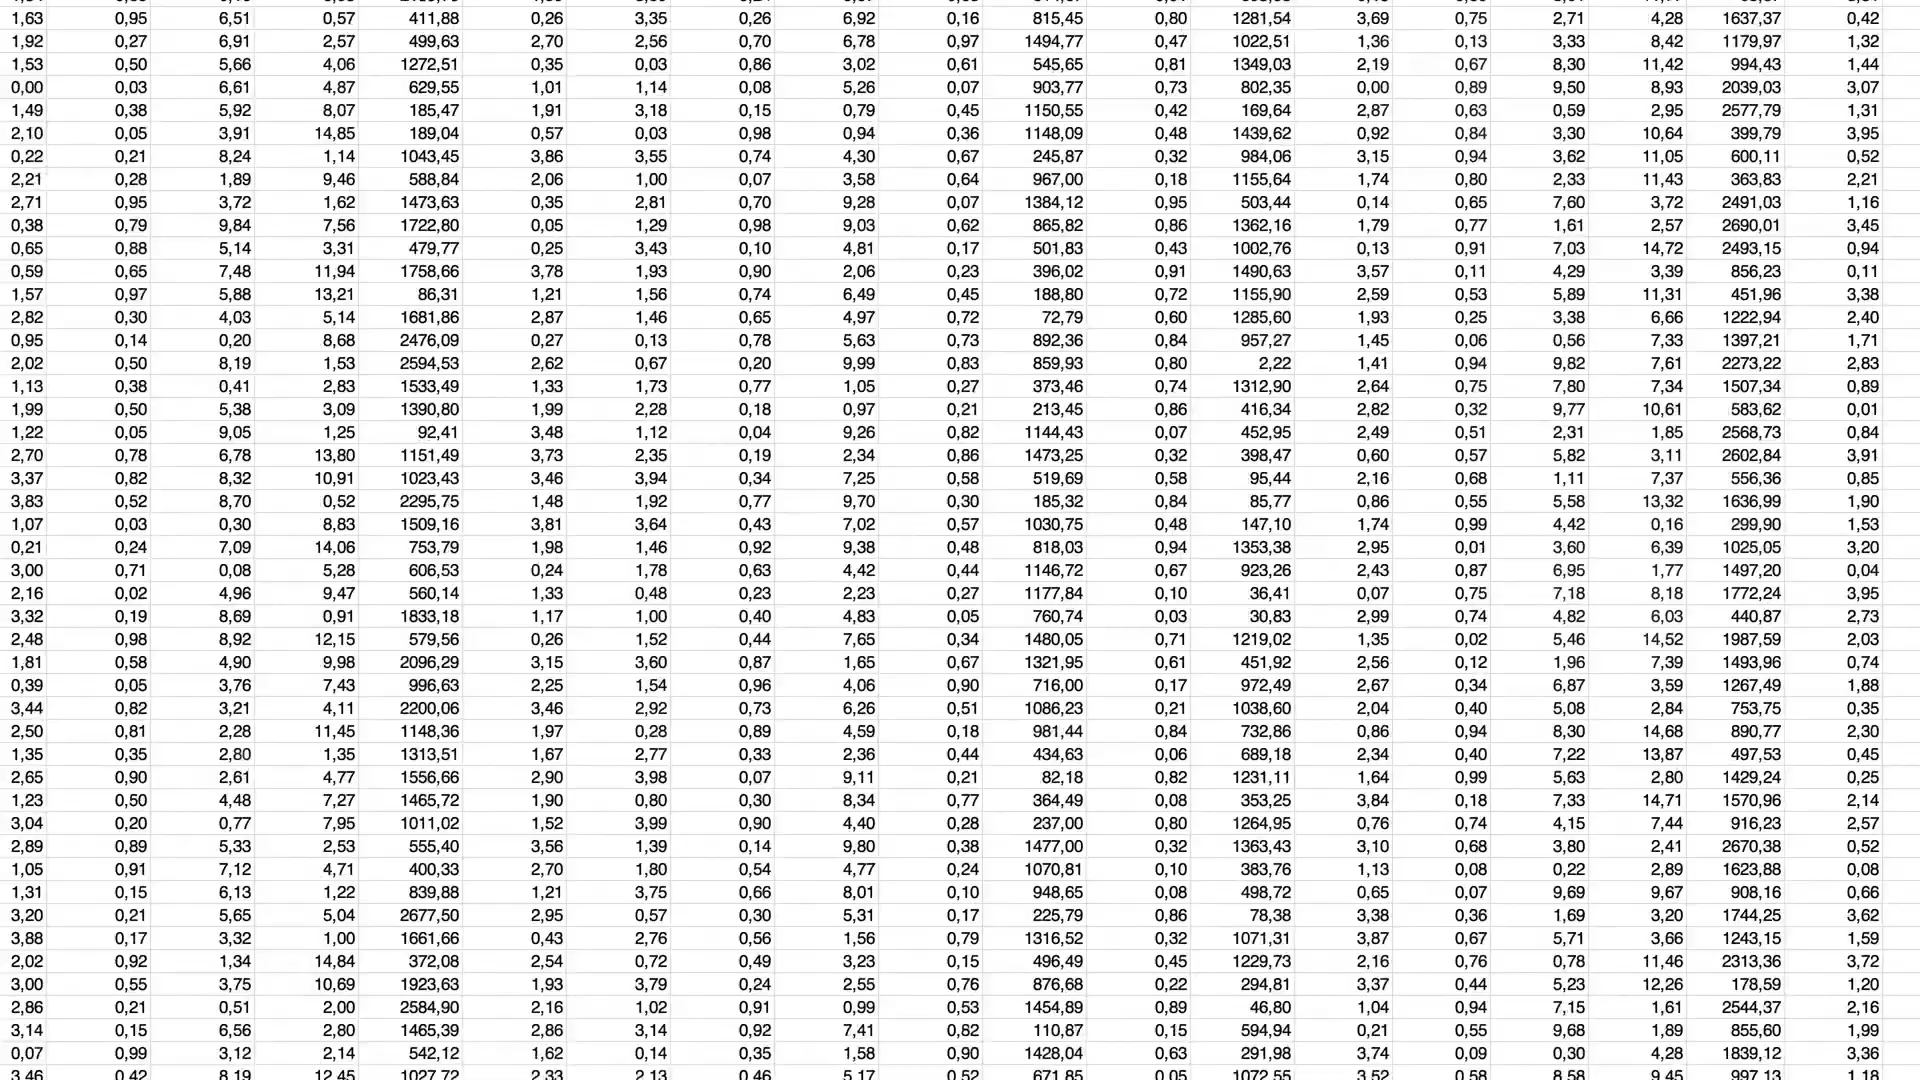 1,63 0,95 6,51 0,57 411,88 0,26 3,35 0,26 6,92 0,16 815,45 0,80 1281,54 3,69 0,75 2,71 4,28 1637,37 0,42
1,92 0,27 6,91 2,57 499,63 2,70 2,56 0,70 6,78 0,97 1494,77 0,47 1022,51 1,36 0,13 3,33 8,42 1179,97 1,32
1,53 0,50 5,66 4,06 1272,51 0,35 0,03 0,86 3,02 0,61 545,65 0,81 1349,03 2,19 0,67 8,30 11,42 994,43 1,44
0,00 0,03 6,61 4,87 629,55 1,01 1,14 0,08 5,26 0,07 903,77 0,73 802,35 0,00 0,89 9,50 8,93 2039,03 3,07
1,49 0,38 5,92 8,07 185,47 1,91 3,18 0,15 0,79 0,45 1150,55 0,42 169,64 2,87 0,63 0,59 2,95 2577,79 1,31
2,10 0,05 3,91 14,85 189,04 0,57 0,03 0,98 0,94 0,36 1148,09 0,48 1439,62 0,92 0,84 3,30 10,64 399,79 3,95
0,22 0,21 8,24 1,14 1043,45 3,86 3,55 0,74 4,30 0,67 245,87 0,32 984,06 3,15 0,94 3,62 11,05 600,11 0,52
2,21 0,28 1,89 9,46 588,84 2,06 1,00 0,07 3,58 0,64 967,00 0,18 1155,64 1,74 0,80 2,33 11,43 363,83 2,21
2,71 0,95 3,72 1,62 1473,63 0,35 2,81 0,70 9,28 0,07 1384,12 0,95 503,44 0,14 0,65 7,60 3,72 2491,03 1,16
0,38 0,79 9,84 7,56 1722,80 0,05 1,29 0,98 9,03 0,62 865,82 0,86 1362,16 1,79 0,77 1,61 2,57 2690,01 3,45
0,65 0,88 5,14 3,31 479,77 0,25 3,43 0,10 4,81 0,17 501,83 0,43 1002,76 0,13 0,91 7,03 14,72 2493,15 0,94
0,59 0,65 7,48 11,94 1758,66 3,78 1,93 0,90 2,06 0,23 396,02 0,91 1490,63 3,57 0,11 4,29 3,39 856,23 0,11
1,57 0,97 5,88 13,21 86,31 1,21 1,56 0,74 6,49 0,45 188,80 0,72 1155,90 2,59 0,53 5,89 11,31 451,96 3,38
2,82 0,30 4,03 5,14 1681,86 2,87 1,46 0,65 4,97 0,72 72,79 0,60 1285,60 1,93 0,25 3,38 6,66 1222,94 2,40
0,95 0,14 0,20 8,68 2476,09 0,27 0,13 0,78 5,63 0,73 892,36 0,84 957,27 1,45 0,06 0,56 7,33 1397,21 1,71
2,02 0,50 8,19 1,53 2594,53 2,62 0,67 0,20 9,99 0,83 859,93 0,80 2,22 1,41 0,94 9,82 7,61 2273,22 2,83
1,13 0,38 0,41 2,83 1533,49 1,33 1,73 0,77 1,05 0,27 373,46 0,74 1312,90 2,64 0,75 7,80 7,34 1507,34 0,89
1,99 0,50 5,38 3,09 1390,80 1,99 2,28 0,18 0,97 0,21 213,45 0,86 416,34 2,82 0,32 9,77 10,61 583,62 0,01
1,22 0,05 9,05 1,25 92,41 3,48 1,12 0,04 9,26 0,82 1144,43 0,07 452,95 2,49 0,51 2,31 1,85 2568,73 0,84
2,70 0,78 6,78 13,80 1151,49 3,73 2,35 0,19 2,34 0,86 1473,25 0,32 398,47 0,60 0,57 5,82 3,11 2602,84 3,91
3,37 0,82 8,32 10,91 1023,43 3,46 3,94 0,34 7,25 0,58 519,69 0,58 95,44 2,16 0,68 1,11 7,37 556,36 0,85
3,83 0,52 8,70 0,52 2295,75 1,48 1,92 0,77 9,70 0,30 185,32 0,84 85,77 0,86 0,55 5,58 13,32 1636,99 1,90
1,07 0,03 0,30 8,83 1509,16 3,81 3,64 0,43 7,02 0,57 1030,75 0,48 147,10 1,74 0,99 4,42 0,16 299,90 1,53
0,21 0,24 7,09 14,06 753,79 1,98 1,46 0,92 9,38 0,48 818,03 0,94 1353,38 2,95 0,01 3,60 6,39 1025,05 3,20
3,00 0,71 0,08 5,28 606,53 0,24 1,78 0,63 4,42 0,44 1146,72 0,67 923,26 2,43 0,87 6,95 1,77 1497,20 0,04
2,16 0,02 4,96 9,47 560,14 1,33 0,48 0,23 2,23 0,27 1177,84 0,10 36,41 0,07 0,75 7,18 8,18 1772,24 3,95
3,32 0,19 8,69 0,91 1833,18 1,17 1,00 0,40 4,83 0,05 760,74 0,03 30,83 2,99 0,74 4,82 6,03 440,87 2,73
2,48 0,98 8,92 12,15 579,56 0,26 1,52 0,44 7,65 0,34 1480,05 0,71 1219,02 1,35 0,02 5,46 14,52 1987,59 2,03
1,81 0,58 4,90 9,98 2096,29 3,15 3,60 0,87 1,65 0,67 1321,95 0,61 451,92 2,56 0,12 1,96 7,39 1493,96 0,74
0,39 0,05 3,76 7,43 996,63 2,25 1,54 0,96 4,06 0,90 716,00 0,17 972,49 2,67 0,34 6,87 3,59 1267,49 1,88
3,44 0,82 3,21 4,11 2200,06 3,46 2,92 0,73 6,26 0,51 1086,23 0,21 1038,60 2,04 0,40 5,08 2,84 753,75 0,35
2,50 0,81 2,28 11,45 1148,36 1,97 0,28 0,89 4,59 0,18 981,44 0,84 732,86 0,86 0,94 8,30 14,68 890,77 2,30
1,35 0,35 2,80 1,35 1313,51 1,67 2,77 0,33 2,36 0,44 434,63 0,06 689,18 2,34 0,40 7,22 13,87 497,53 0,45
2,65 0,90 2,61 4,77 1556,66 2,90 3,98 0,07 9,11 0,21 82,18 0,82 1231,11 1,64 0,99 5,63 2,80 1429,24 0,25
1,23 0,50 4,48 7,27 1465,72 1,90 0,80 0,30 8,34 0,77 364,49 0,08 353,25 3,84 0,18 7,33 14,71 1570,96 2,14
3,04 0,20 0,77 7,95 1011,02 1,52 3,99 0,90 4,40 0,28 237,00 0,80 1264,95 0,76 0,74 4,15 7,44 916,23 2,57
2,89 0,89 5,33 2,53 555,40 3,56 1,39 0,14 9,80 0,38 1477,00 0,32 1363,43 3,10 0,68 3,80 2,41 2670,38 0,52
1,05 0,91 7,12 4,71 400,33 2,70 1,80 0,54 4,77 0,24 1070,81 0,10 383,76 1,13 0,08 0,22 2,89 1623,88 0,08
1,31 0,15 6,13 1,22 839,88 1,21 3,75 0,66 8,01 0,10 948,65 0,08 498,72 0,65 0,07 9,69 9,67 908,16 0,66
3,20 0,21 5,65 5,04 2677,50 2,95 0,57 0,30 5,31 0,17 225,79 0,86 78,38 3,38 0,36 1,69 3,20 1744,25 3,62
3,88 0,17 3,32 1,00 1661,66 0,43 2,76 0,56 1,56 0,79 1316,52 0,32 1071,31 3,87 0,67 5,71 3,66 1243,15 1,59
2,02 0,92 1,34 14,84 372,08 2,54 0,72 0,49 3,23 0,15 496,49 0,45 1229,73 2,16 0,76 0,78 11,46 2313,36 3,72
3,00 0,55 3,75 10,69 1923,63 1,93 3,79 0,24 2,55 0,76 876,68 0,22 294,81 3,37 0,44 5,23 12,26 178,59 1,20
2,86 0,21 0,51 2,00 2584,90 2,16 1,02 0,91 0,99 0,53 1454,89 0,89 46,80 1,04 0,94 7,15 1,61 2544,37 2,16
3,14 0,15 6,56 2,80 1465,39 2,86 3,14 0,92 7,41 0,82 110,87 0,15 594,94 0,21 0,55 9,68 1,89 855,60 1,99
0,07 0,99 3,12 2,14 542,12 1,62 0,14 0,35 1,58 0,90 1428,04 0,63 291,98 3,74 0,09 0,30 4,28 1839,12 3,36
3,46 0,42 8,19 12,45 1027,72 2,33 2,13 0,46 5,17 0,52 671,85 0,05 1072,55 3,52 0,58 8,58 9,45 997,13 1,18